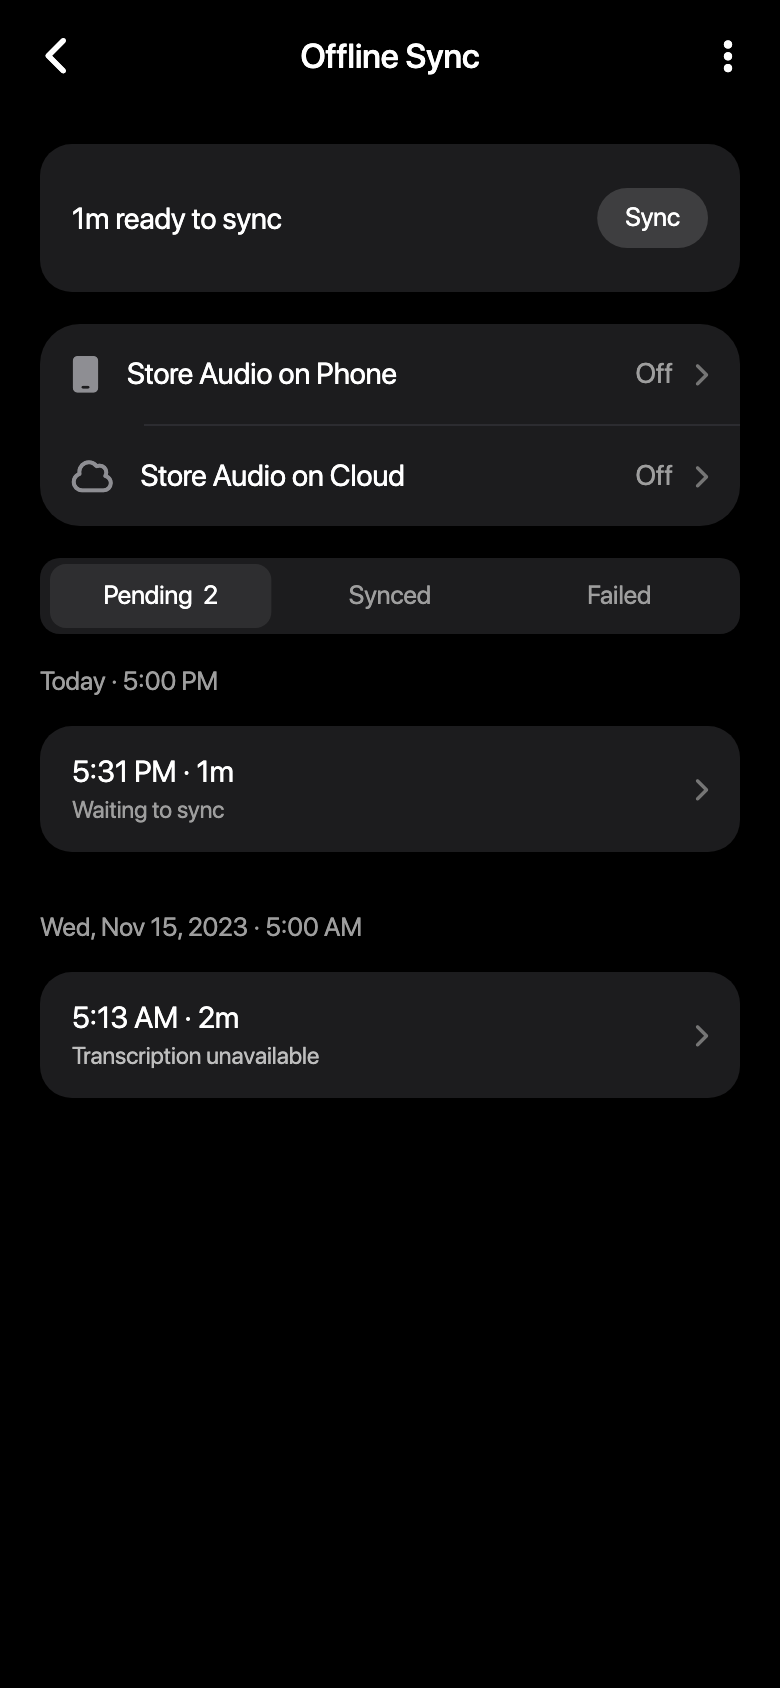 Offline Sync
1m ready to sync
Sync
Store Audio on Phone
Off
Store Audio on Cloud
Off
Pending 2
Synced
Failed
Today · 5:00 PM
5:31 PM · 1m
Waiting to sync
Wed, Nov 15, 2023 · 5:00 AM
5:13 AM · 2m
Transcription unavailable